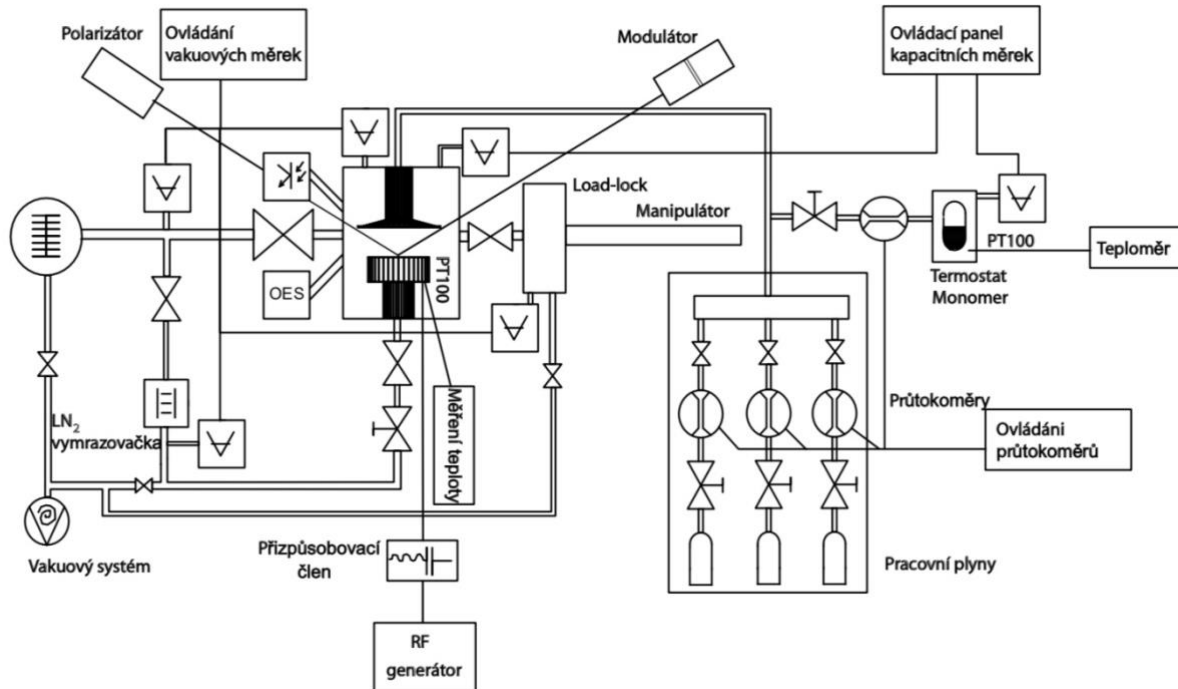 Polarizátor
Ovládání
vakuových měrek
Modulátor
Ovládací panel
kapacitních měrek
Load-lock
Manipulátor
PT100
OES
PT100
Teploměr
Termostat
Monomer
Měření teploty
LN2
vymrazovačka
Průtokoměry
Ovládáni
průtokoměrů
Vakuový systém
Přizpůsobovací
člen
Pracovní plyny
RF
generátor